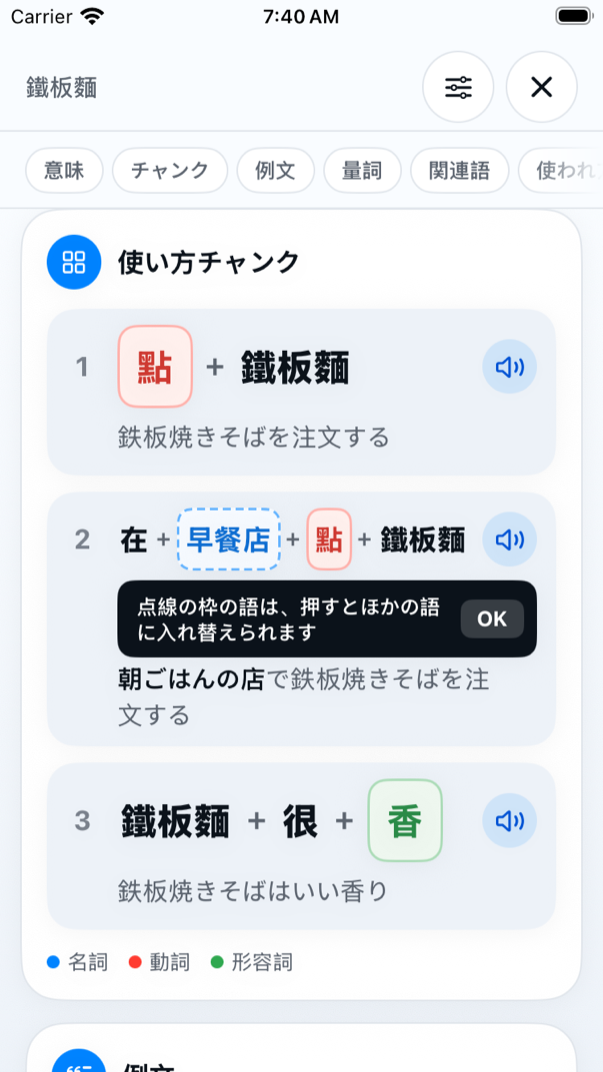 Carrier 7:40 AM
鐵板麵
意味 チャンク 例文 量詞 関連語 使われ
使い方チャンク
1 點 + 鐵板麵
鉄板焼きそばを注文する
2 在 + 早餐店 + 點 + 鐵板麵
点線の枠の語は、押すとほかの語
に入れ替えられます
OK
朝ごはんの店で鉄板焼きそばを注
文する
3 鐵板麵 + 很 + 香
鉄板焼きそばはいい香り
名詞 動詞 形容詞
例文